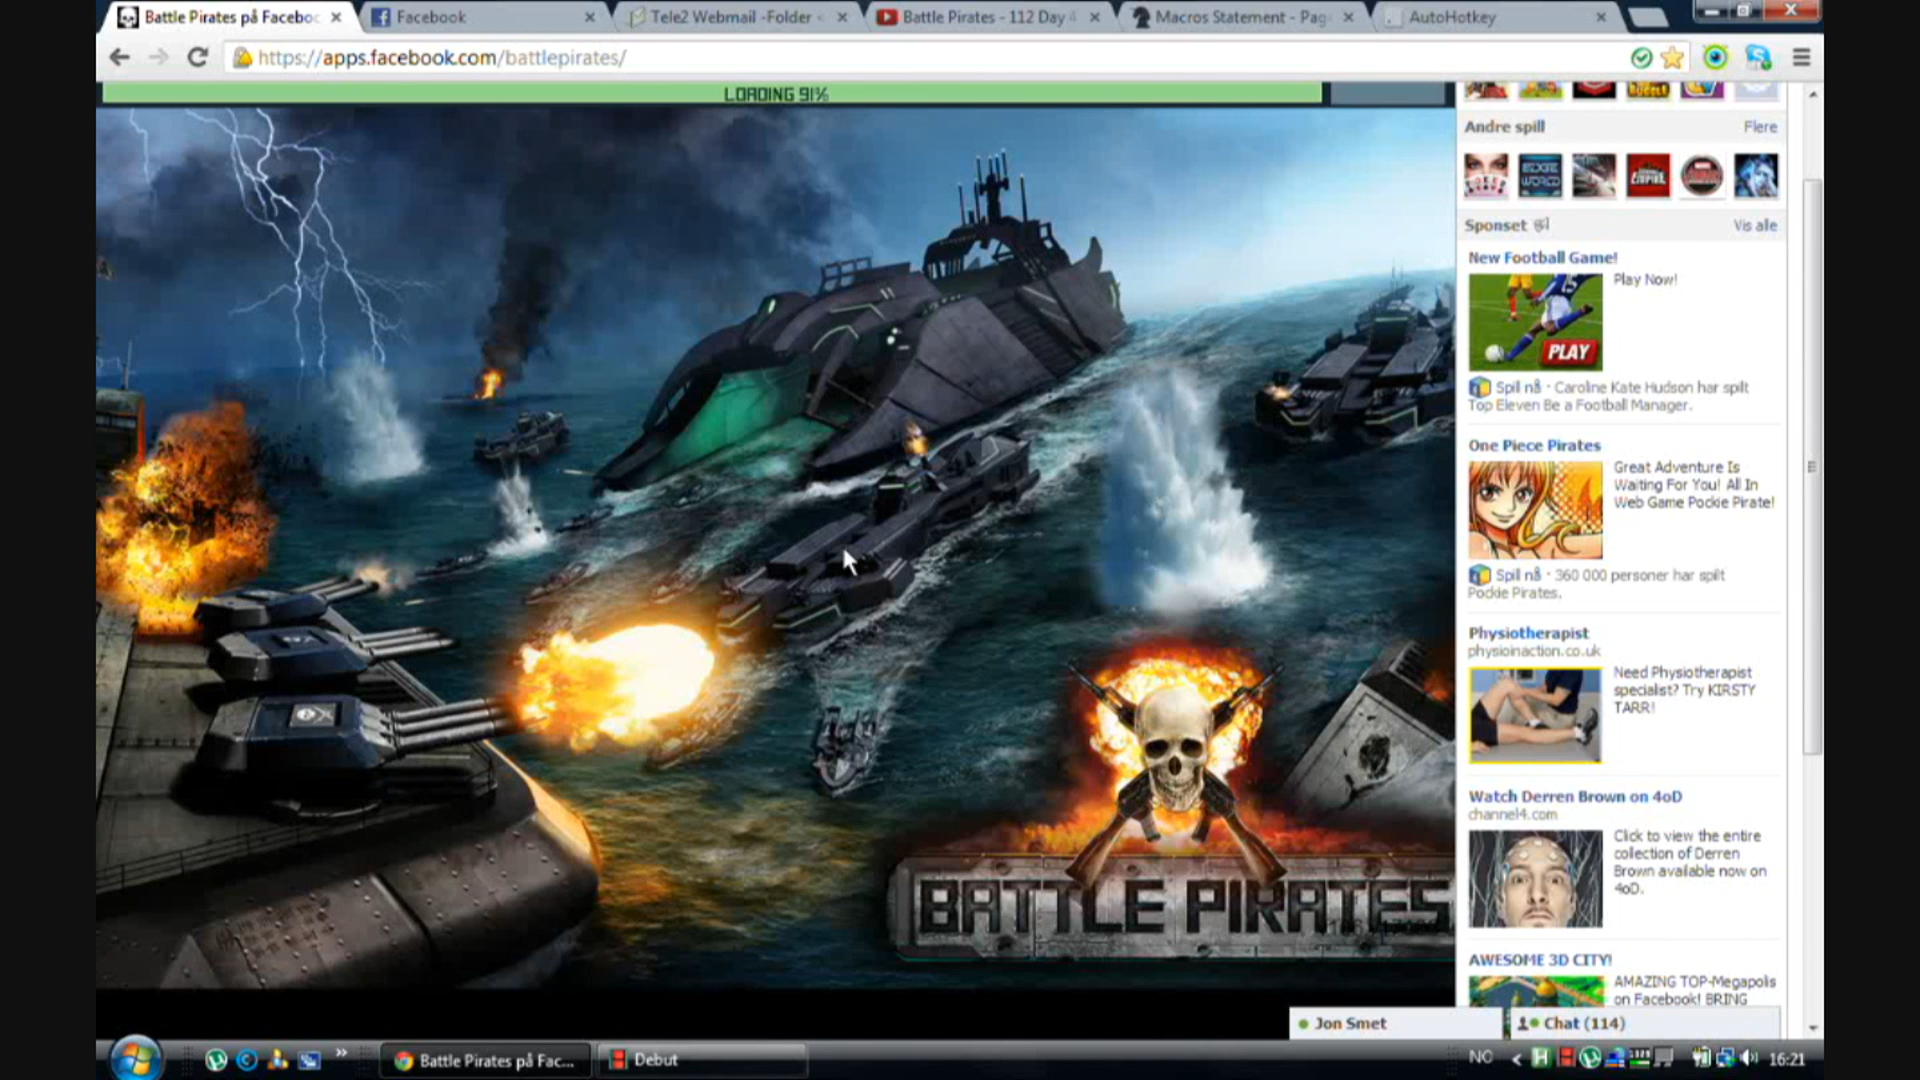 Battle Pirates på Faceboo
Facebook
Tele2 Webmail -Folder <
Battle Pirates - 112 Day 4
Macros Statement - Pag
AutoHotkey
https://apps.facebook.com/battlepirates/
LOADING 91%
Andre spill
Flere
EDGE WORLD
EMPIRE
Sponset
Vis alle
New Football Game!
Play Now!
PLAY
Spill nå · Caroline Kate Hudson har spilt
Top Eleven Be a Football Manager.
One Piece Pirates
Great Adventure Is
Waiting For You! All In
Web Game Pockie Pirate!
Spill nå · 360 000 personer har spilt
Pockie Pirates.
Physiotherapist
physioinaction.co.uk
Need Physiotherapist
specialist? Try KIRSTY
TARR!
Watch Derren Brown on 4oD
channel4.com
Click to view the entire
collection of Derren
Brown available now on
4oD.
BATTLE PIRATES
AWESOME 3D CITY!
AMAZING TOP-Megapolis
on Facebook! BRING
Jon Smet
Chat (114)
Battle Pirates på Fac...
Debut
NO
16:21